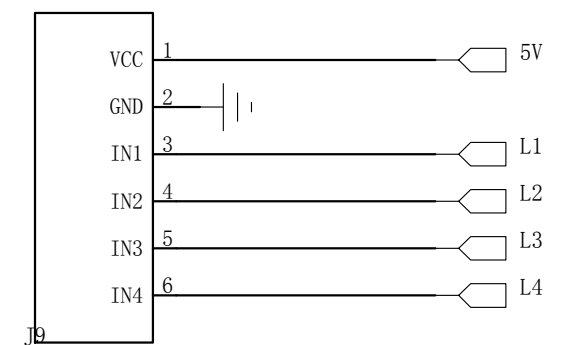 VCC 1 5V
GND 2
IN1 3 L1
IN2 4 L2
IN3 5 L3
IN4 6 L4
J9